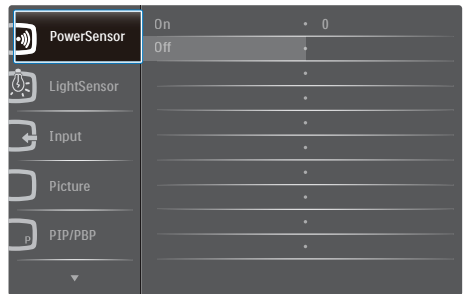 PowerSensor
LightSensor
Input
Picture
P
PIP/PBP
On • 0
Off •